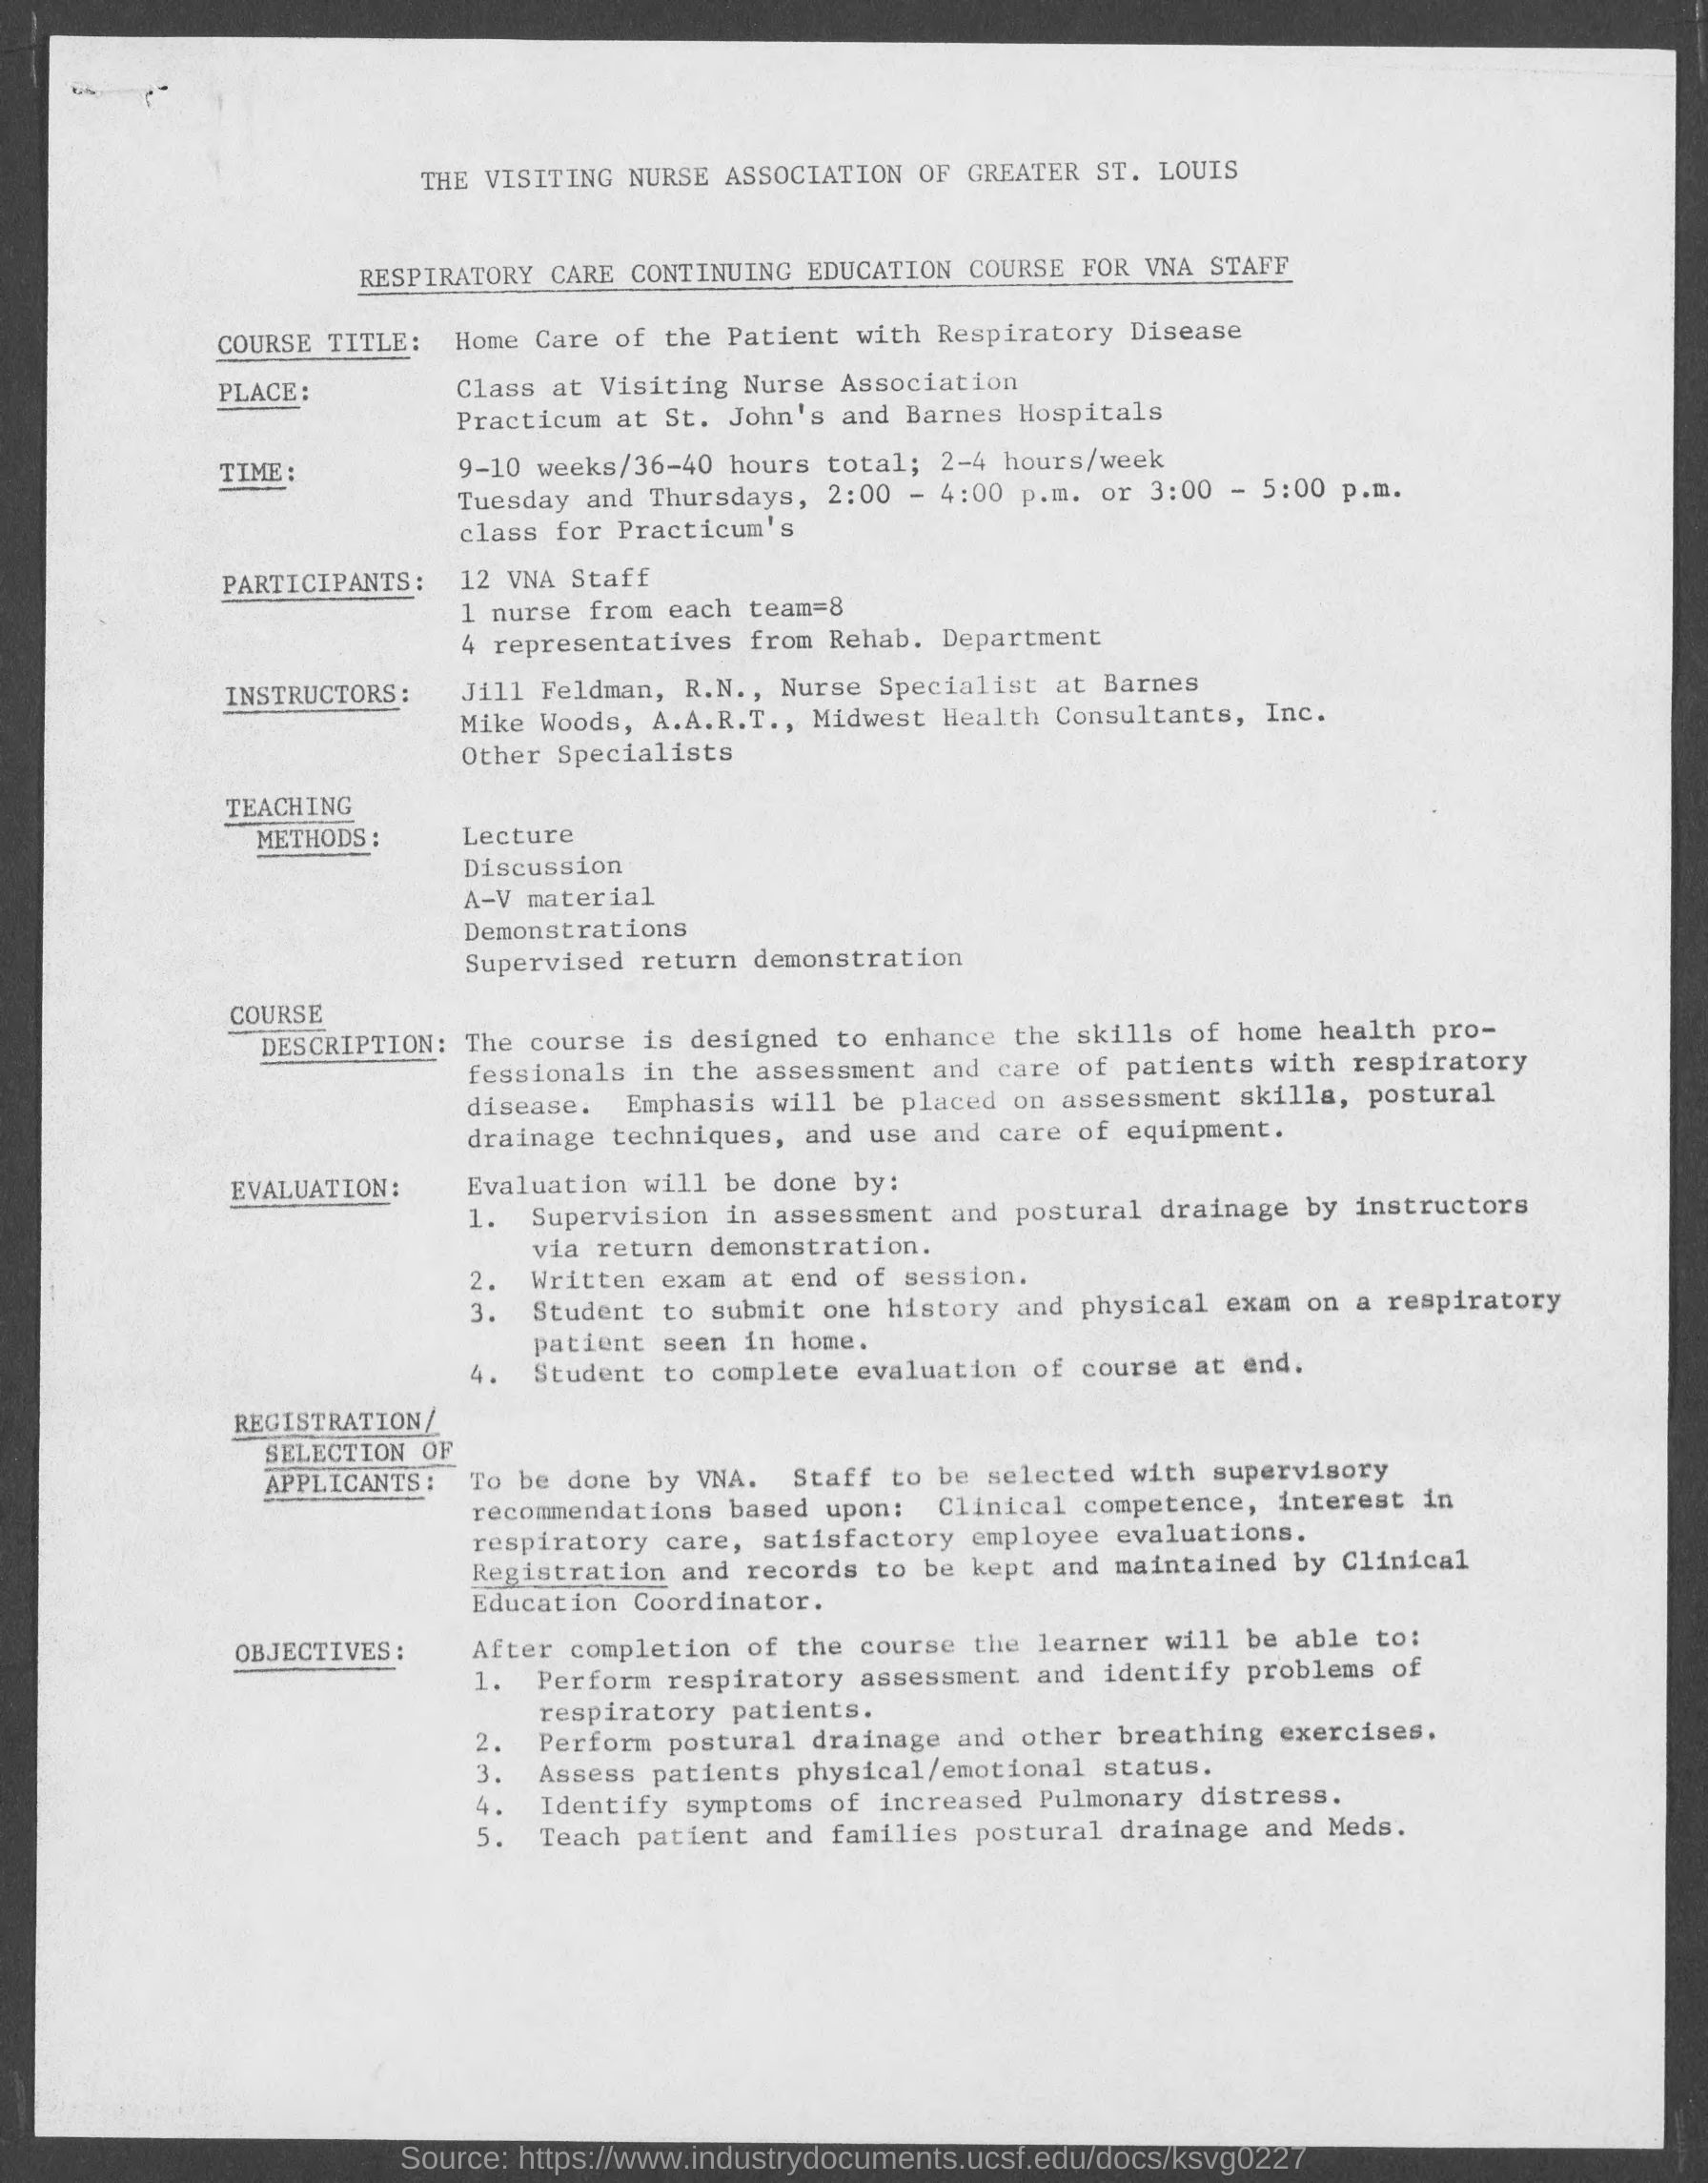 THE VISITING NURSE ASSOCIATION OF GREATER ST. LOUIS
RESPIRATORY CARE CONTINUING EDUCATION COURSE FOR VNA STAFF
COURSE TITLE: Home Care of the Patient with Respiratory Disease
PLACE: Class at Visiting Nurse Association
Practicum at St. John's and Barnes Hospitals
TIME: 9-10 weeks/36-40 hours total; 2-4 hours/week
Tuesday and Thursdays, 2:00 - 4:00 p.m. or 3:00 - 5:00 p.m.
class for Practicum's
PARTICIPANTS: 12 VNA Staff
1 nurse from each team=8
4 representatives from Rehab. Department
INSTRUCTORS: Jill Feldman, R.N., Nurse Specialist at Barnes
Mike Woods, A.A.R.T., Midwest Health Consultants, Inc.
Other Specialists
TEACHING
METHODS: Lecture
Discussion
A-V material
Demonstrations
Supervised return demonstration
COURSE
DESCRIPTION: The course is designed to enhance the skills of home health pro-
fessionals in the assessment and care of patients with respiratory
disease. Emphasis will be placed on assessment skills, postural
drainage techniques, and use and care of equipment.
EVALUATION: Evaluation will be done by:
1. Supervision in assessment and postural drainage by instructors
via return demonstration.
2. Written exam at end of session.
3. Student to submit one history and physical exam on a respiratory
patient seen in home.
4. Student to complete evaluation of course at end.
REGISTRATION/
SELECTION OF
APPLICANTS: To be done by VNA. Staff to be selected with supervisory
recommendations based upon: Clinical competence, interest in
respiratory care, satisfactory employee evaluations.
Registration and records to be kept and maintained by Clinical
Education Coordinator.
OBJECTIVES: After completion of the course the learner will be able to:
1. Perform respiratory assessment and identify problems of
respiratory patients.
2. Perform postural drainage and other breathing exercises.
3. Assess patients physical/emotional status.
4. Identify symptoms of increased Pulmonary distress.
5. Teach patient and families postural drainage and Meds.
Source: https://www.industrydocuments.ucsf.edu/docs/ksvg0227